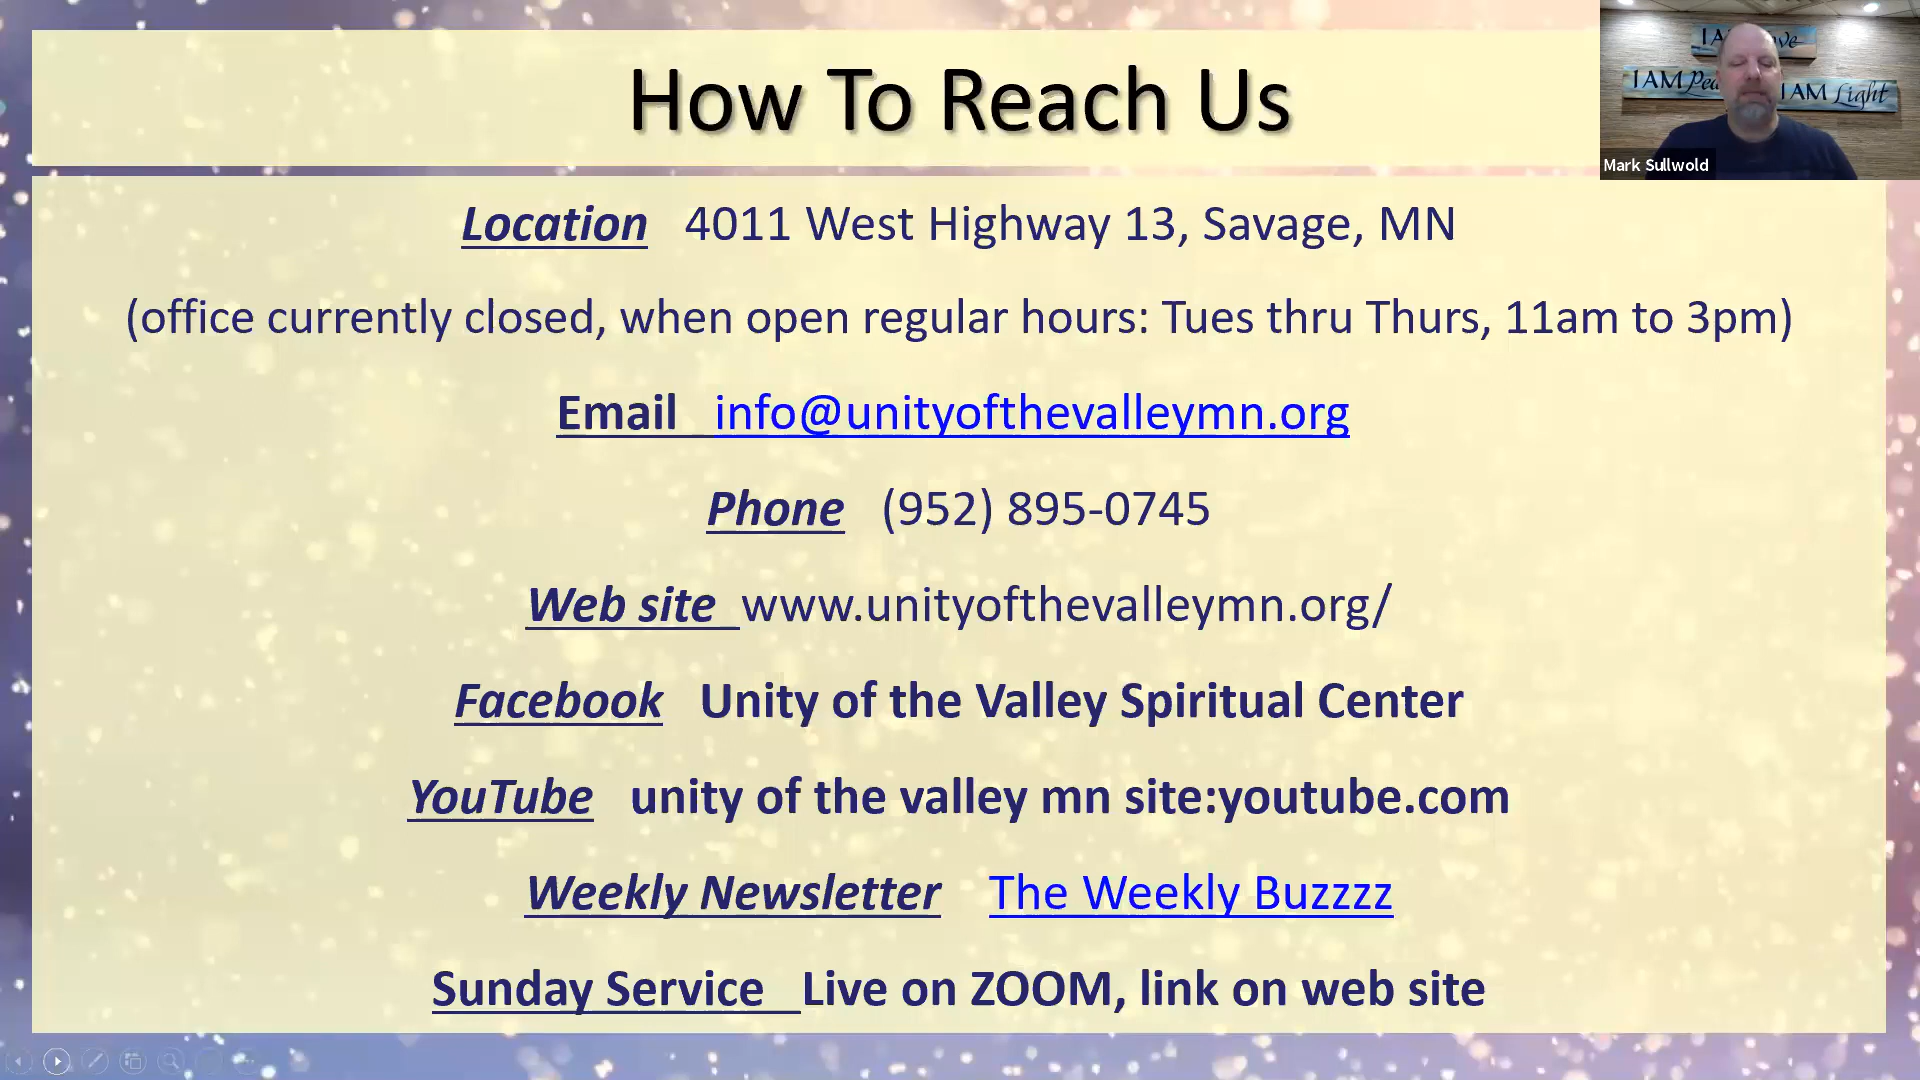 How To Reach Us
I AM ve
I AM Pea
I AM Light
Mark Sullwold
Location 4011 West Highway 13, Savage, MN
(office currently closed, when open regular hours: Tues thru Thurs, 11am to 3pm)
Email info@unityofthevalleymn.org
Phone (952) 895-0745
Web site www.unityofthevalleymn.org/
Facebook Unity of the Valley Spiritual Center
YouTube unity of the valley mn site:youtube.com
Weekly Newsletter The Weekly Buzzzz
Sunday Service Live on ZOOM, link on web site